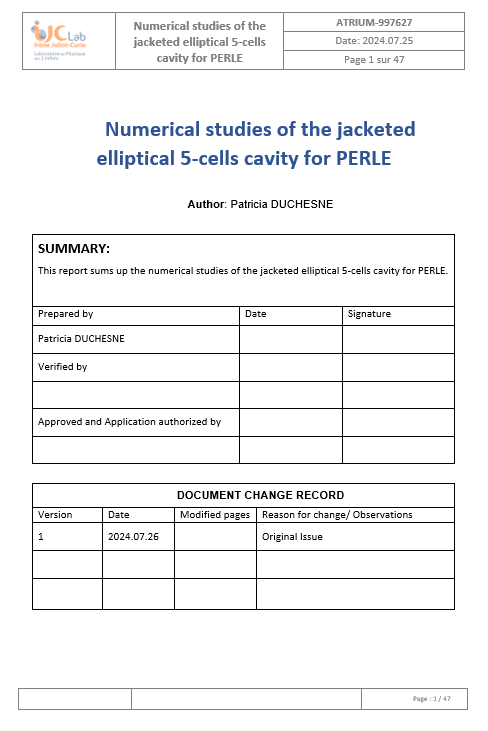 IJCLab
Irène Joliot-Curie
Laboratoire de Physique
des 2 Infinis
Numerical studies of the
jacketed elliptical 5-cells
cavity for PERLE
ATRIUM-997627
Date: 2024.07.25
Page 1 sur 47
Numerical studies of the jacketed
elliptical 5-cells cavity for PERLE
Author: Patricia DUCHESNE
SUMMARY:
This report sums up the numerical studies of the jacketed elliptical 5-cells cavity for PERLE.
Prepared by Date Signature
Patricia DUCHESNE
Verified by
Approved and Application authorized by
DOCUMENT CHANGE RECORD
Version Date Modified pages Reason for change/ Observations
1 2024.07.26 Original Issue
Page : 1 / 47